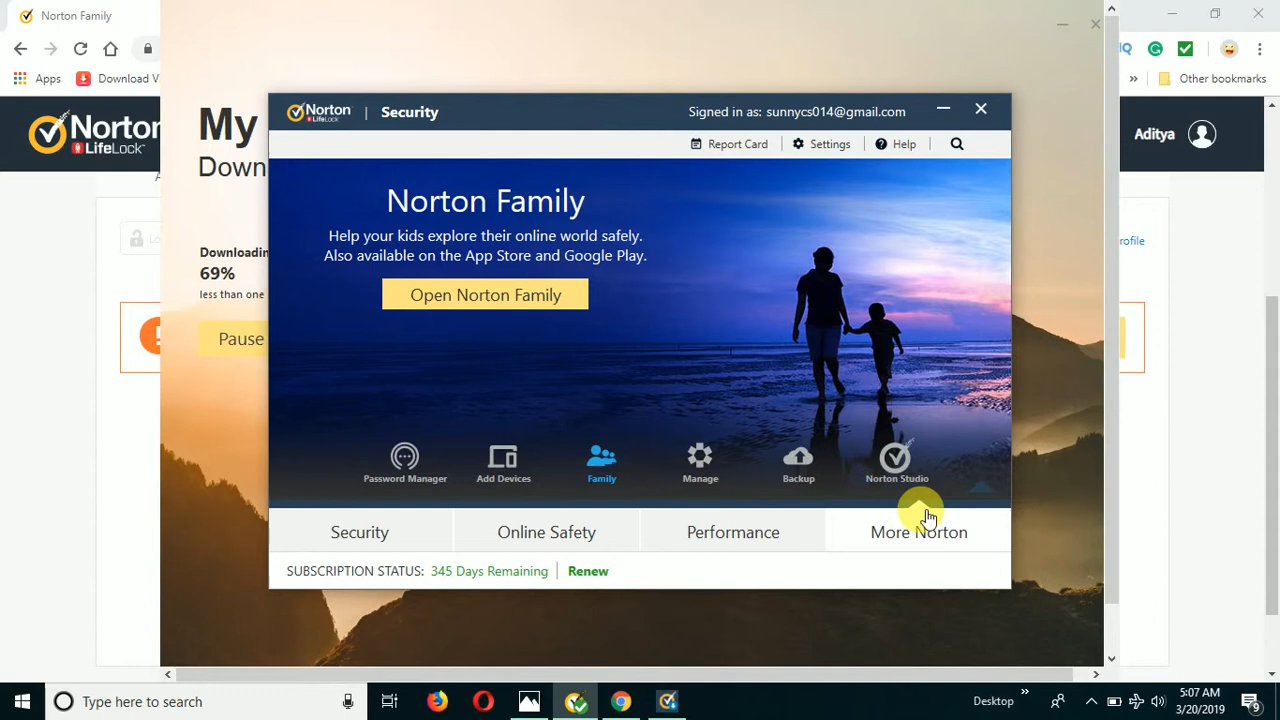 Norton Family
Apps
Download Vi
»
Other bookmarks
Norton
LifeLock
Aditya
My
Down
Downloadin
69%
less than one
Pause
rofile
Norton
LifeLock
| Security
Signed in as: sunnycs014@gmail.com
Report Card
Settings
Help
Norton Family
Help your kids explore their online world safely.
Also available on the App Store and Google Play.
Open Norton Family
Password Manager
Add Devices
Family
Manage
Backup
Norton Studio
Security
Online Safety
Performance
More Norton
SUBSCRIPTION STATUS: 345 Days Remaining
Renew
Type here to search
Desktop
»
5:07 AM
3/20/2019
9